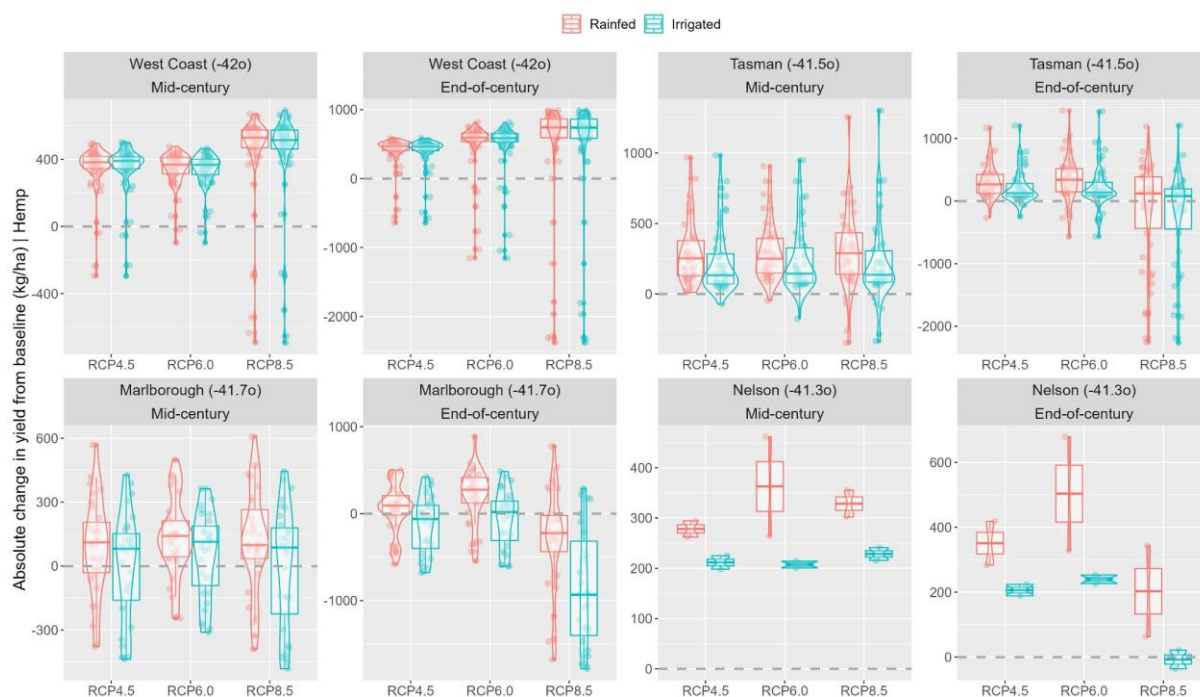 Rainfed Irrigated
Absolute change in yield from baseline (kg/ha) | Hemp
West Coast (-42o)
Mid-century
400
0
-400
RCP4.5 RCP6.0 RCP8.5
West Coast (-42o)
End-of-century
1000
0
-1000
-2000
RCP4.5 RCP6.0 RCP8.5
Tasman (-41.5o)
Mid-century
1000
500
0
RCP4.5 RCP6.0 RCP8.5
Tasman (-41.5o)
End-of-century
1000
0
-1000
-2000
RCP4.5 RCP6.0 RCP8.5
Marlborough (-41.7o)
Mid-century
600
300
0
-300
RCP4.5 RCP6.0 RCP8.5
Marlborough (-41.7o)
End-of-century
1000
0
-1000
RCP4.5 RCP6.0 RCP8.5
Nelson (-41.3o)
Mid-century
400
300
200
100
0
RCP4.5 RCP6.0 RCP8.5
Nelson (-41.3o)
End-of-century
600
400
200
0
RCP4.5 RCP6.0 RCP8.5